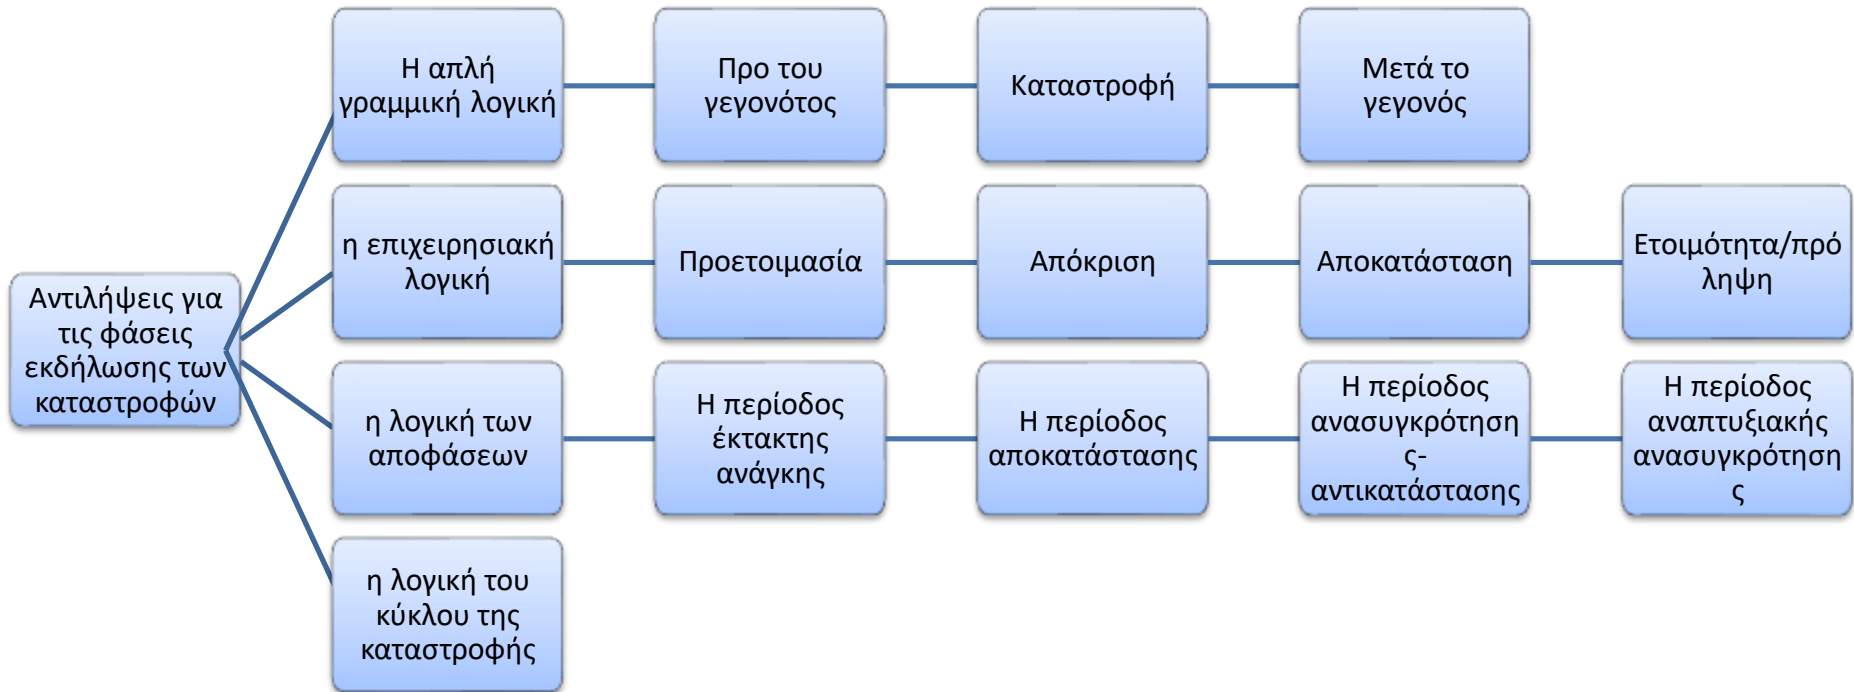 Αντιλήψεις για
τις φάσεις
εκδήλωσης των
καταστροφών
Η απλή
γραμμική λογική
Προ του
γεγονότος
Καταστροφή
Μετά το
γεγονός
η επιχειρησιακή
λογική
Προετοιμασία
Απόκριση
Αποκατάσταση
Ετοιμότητα/πρό
ληψη
η λογική των
αποφάσεων
Η περίοδος
έκτακτης
ανάγκης
Η περίοδος
αποκατάστασης
Η περίοδος
ανασυγκρότηση
ς-
αντικατάστασης
Η περίοδος
αναπτυξιακής
ανασυγκρότηση
ς
η λογική του
κύκλου της
καταστροφής